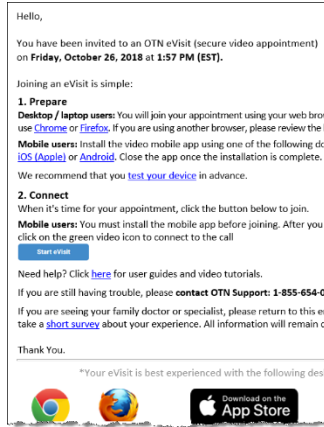 Hello,
You have been invited to an OTN eVisit (secure video appointment)
on Friday, October 26, 2018 at 1:57 PM (EST).
Joining an eVisit is simple:
1. Prepare
Desktop / laptop users: You will join your appointment using your web
use Chrome or Firefox. If you are using another browser, please review the
Mobile users: Install the video mobile app using one of the following
iOS (Apple) or Android. Close the app once the installation is complete.
We recommend that you test your device in advance.
2. Connect
When it's time for your appointment, click the button below to join.
Mobile users: You must install the mobile app before joining. After you
click on the green video icon to connect to the call
Start eVisit
Need help? Click here for user guides and video tutorials.
If you are still having trouble, please contact OTN Support: 1-855-654-0
If you are seeing your family doctor or specialist, please return to this
take a short survey about your experience. All information will remain
Thank You.
*Your eVisit is best experienced with the following
Download on the
App Store